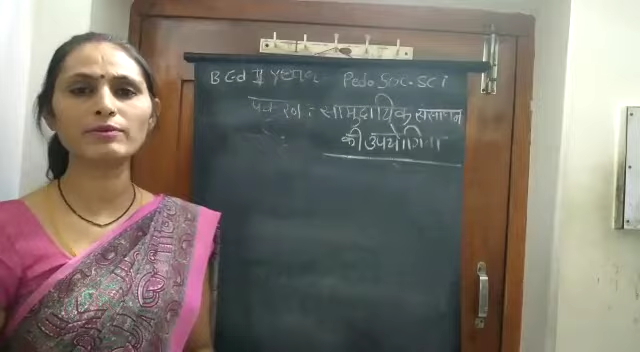 B Ed II year Pedo Soc. Sci
प्रकरण : सामुदायिक संसाधन
की उपयोगिता